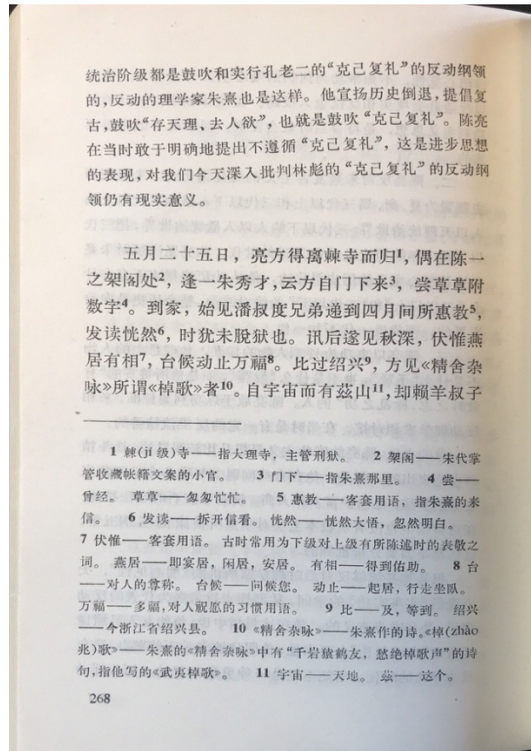 统治阶级都是鼓吹和实行孔老二的“克己复礼”的反动纲领
的，反动的理学家朱熹也是这样。他宣扬历史倒退，提倡复
古，鼓吹“存天理、去人欲”，也就是鼓吹“克己复礼”。陈亮
在当时敢于明确地提出不遵循“克己复礼”，这是进步思想
的表现，对我们今天深入批判林彪的“克己复礼”的反动纲
领仍有现实意义。
五月二十五日，亮方得离棘寺而归¹，偶在陈一
之架阁处²，逢一朱秀才，云方自门下来³，尝草草附
数字⁴。到家，始见潘叔度兄弟递到四月间所惠教⁵，
发读恍然⁶，时犹未脱狱也。讯后遂见秋深，伏惟燕
居有相⁷，台候动止万福⁸。比过绍兴⁹，方见《精舍杂
咏》所谓《棹歌》者¹⁰。自宇宙而有兹山¹¹，却赖羊叔子
1 棘(jí 级)寺——指大理寺，主管刑狱。 2 架阁——宋代掌
管收藏帐籍文案的小官。 3 门下——指朱熹那里。 4 尝——
曾经。 草草——匆匆忙忙。 5 惠教——客套用语，指朱熹的来
信。 6 发读——拆开信看。 恍然——恍然大悟，忽然明白。
7 伏惟——客套用语。古时常用为下级对上级有所陈述时的表敬之
词。 燕居——即宴居，闲居，安居。 有相——得到佑助。 8 台
——对人的尊称。 台候——问候您。 动止——起居，行走坐卧。
万福——多福，对人祝愿的习惯用语。 9 比——及，等到。 绍兴
——今浙江省绍兴县。 10 《精舍杂咏》——朱熹作的诗。《棹(zhào
兆)歌》——朱熹的《精舍杂咏》中有“千岩猿鹤友，愁绝棹歌声”的诗
句，指他写的《武夷棹歌》。 11 宇宙——天地。 兹——这个。
268